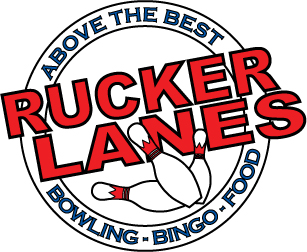 ABOVE THE BEST
RUCKER
LANES
BOWLING - BINGO - FOOD